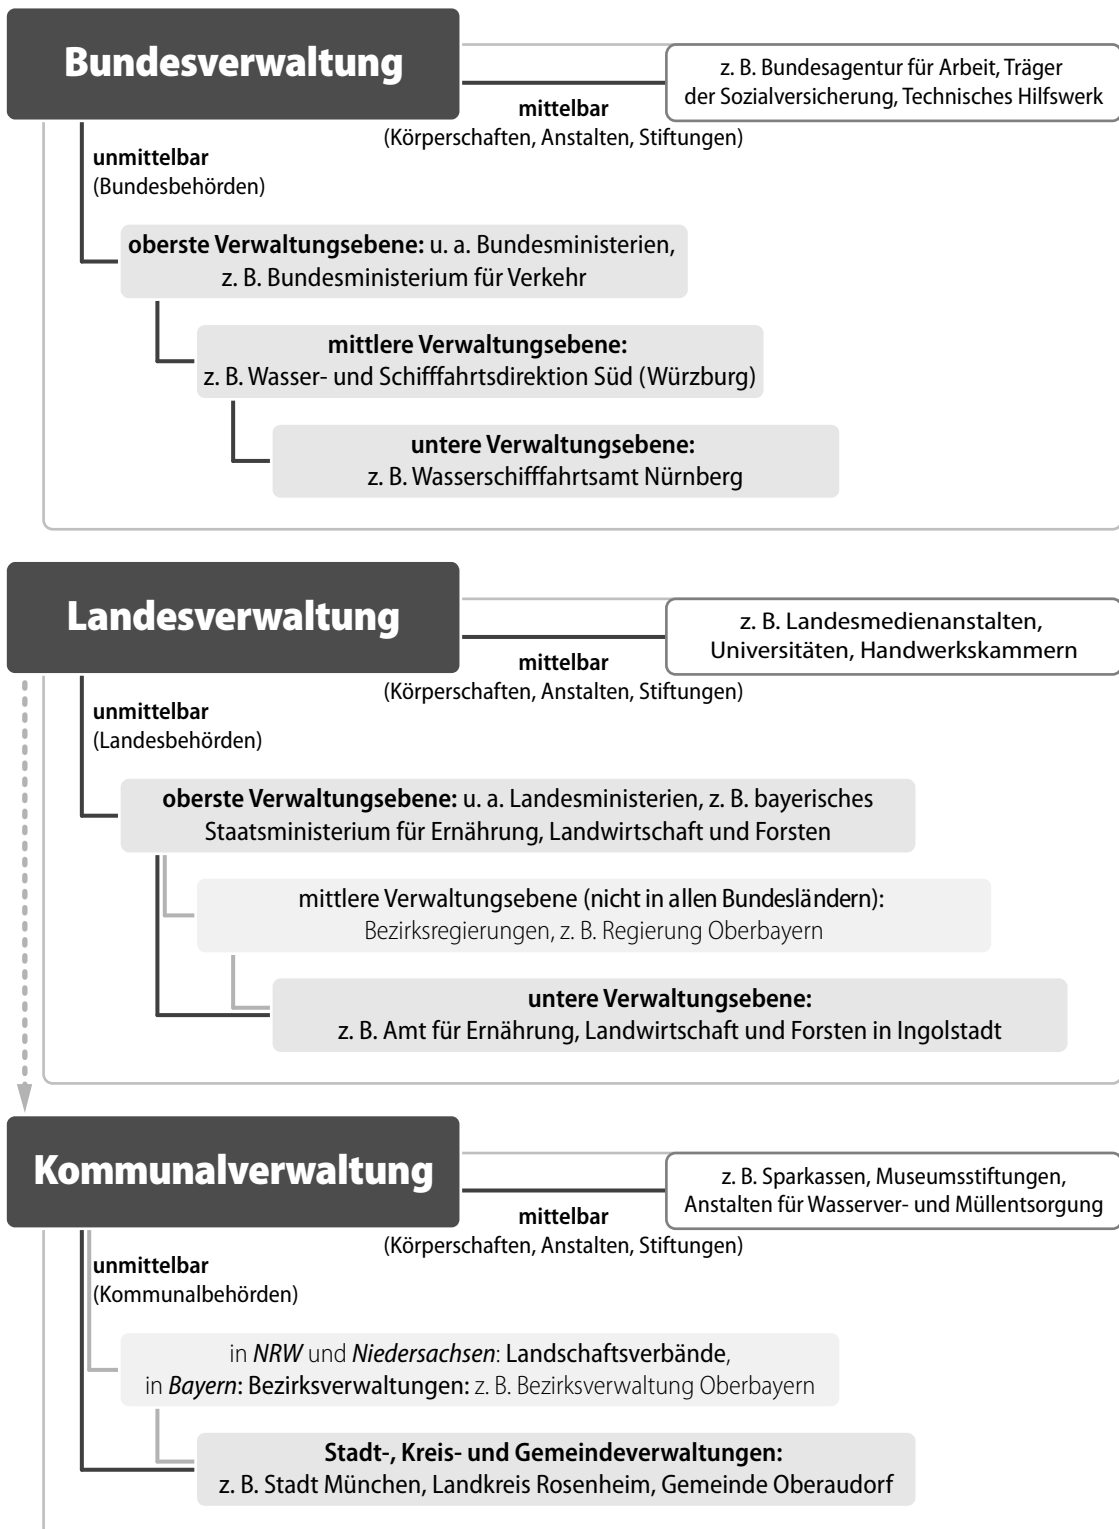 Bundesverwaltung
z. B. Bundesagentur für Arbeit, Träger
der Sozialversicherung, Technisches Hilfswerk
mittelbar
(Körperschaften, Anstalten, Stiftungen)
unmittelbar
(Bundesbehörden)
oberste Verwaltungsebene: u. a. Bundesministerien,
z. B. Bundesministerium für Verkehr
mittlere Verwaltungsebene:
z. B. Wasser- und Schifffahrtsdirektion Süd (Würzburg)
untere Verwaltungsebene:
z. B. Wasserschifffahrtsamt Nürnberg
Landesverwaltung
z. B. Landesmedienanstalten,
Universitäten, Handwerkskammern
mittelbar
(Körperschaften, Anstalten, Stiftungen)
unmittelbar
(Landesbehörden)
oberste Verwaltungsebene: u. a. Landesministerien, z. B. bayerisches
Staatsministerium für Ernährung, Landwirtschaft und Forsten
mittlere Verwaltungsebene (nicht in allen Bundesländern):
Bezirksregierungen, z. B. Regierung Oberbayern
untere Verwaltungsebene:
z. B. Amt für Ernährung, Landwirtschaft und Forsten in Ingolstadt
Kommunalverwaltung
z. B. Sparkassen, Museumsstiftungen,
Anstalten für Wasserver- und Müllentsorgung
mittelbar
(Körperschaften, Anstalten, Stiftungen)
unmittelbar
(Kommunalbehörden)
in NRW und Niedersachsen: Landschaftsverbände,
in Bayern: Bezirksverwaltungen: z. B. Bezirksverwaltung Oberbayern
Stadt-, Kreis- und Gemeindeverwaltungen:
z. B. Stadt München, Landkreis Rosenheim, Gemeinde Oberaudorf